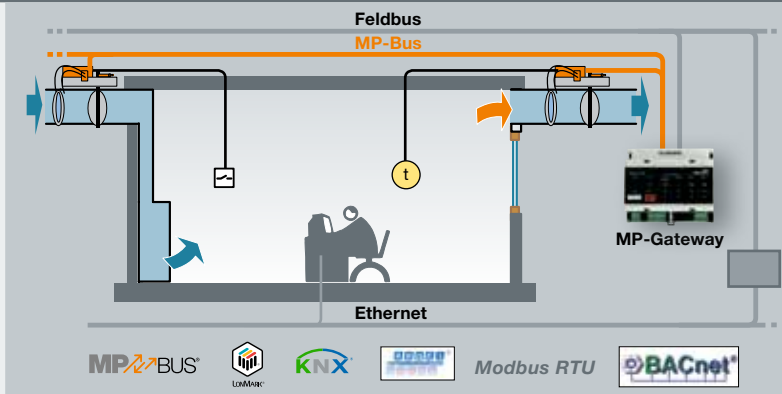 Feldbus
MP-Bus
t
MP-Gateway
Ethernet
MP BUS®
LONMARK®
KNX®
Modbus RTU
BACnet®